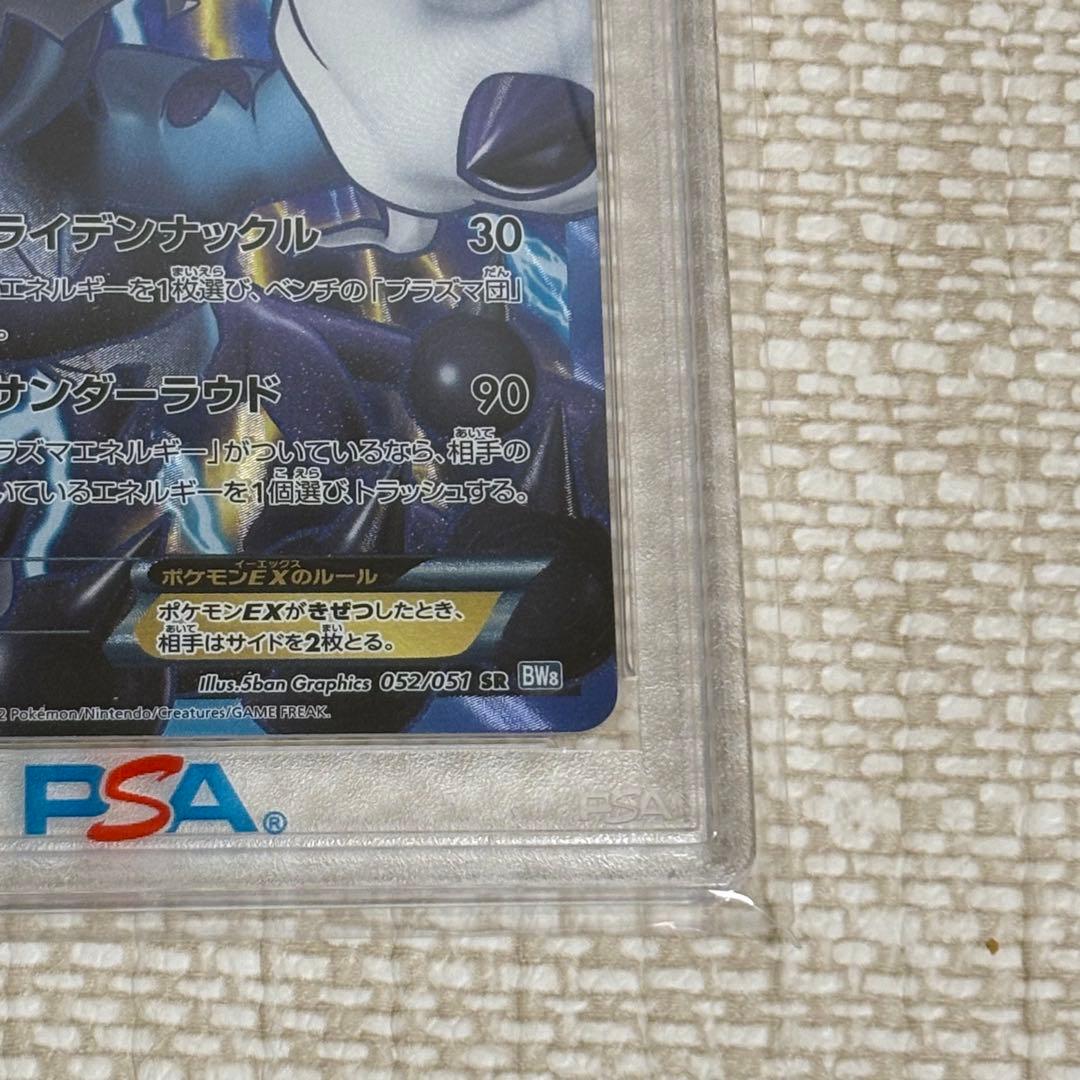 ライデンナックル 30
エネルギーを1枚選び、ベンチの「プラズマ団」
。
サンダーラウド 90
ラズマエネルギー」がついているなら、相手の
いているエネルギーを1個選び、トラッシュする。
ポケモンEXのルール
ポケモンEXがきぜつしたとき、
相手はサイドを2枚とる。
Illus.5ban Graphics 052/051 SR BW8
2 Pokémon/Nintendo/Creatures/GAME FREAK.
PSA®
PSA